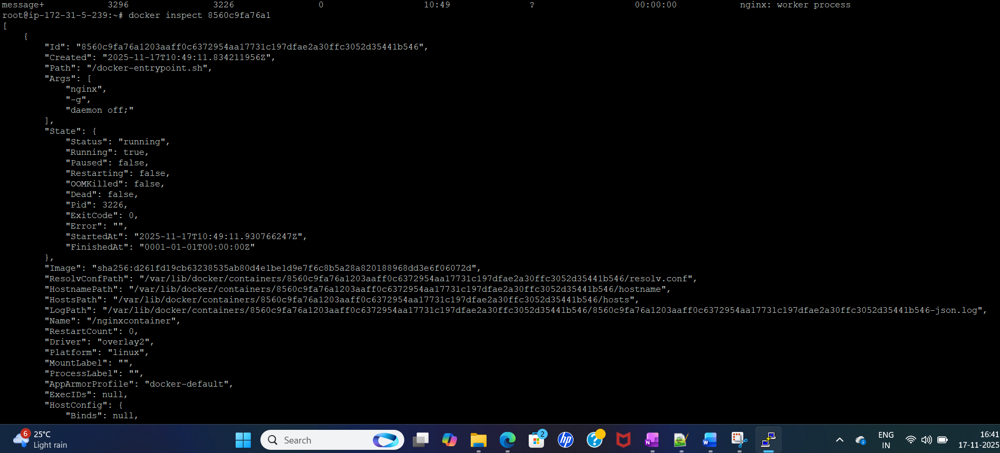 message+ 3296 3226 0 10:49 ? 00:00:00 nginx: worker process
root@ip-172-31-5-239:~# docker inspect 8560c9fa76a1
[
    {
        "Id": "8560c9fa76a1203aaff0c6372954aa17731c197dfae2a30ffc3052d35441b546",
        "Created": "2025-11-17T10:49:11.834211956Z",
        "Path": "/docker-entrypoint.sh",
        "Args": [
            "nginx",
            "-g",
            "daemon off;"
        ],
        "State": {
            "Status": "running",
            "Running": true,
            "Paused": false,
            "Restarting": false,
            "OOMKilled": false,
            "Dead": false,
            "Pid": 3226,
            "ExitCode": 0,
            "Error": "",
            "StartedAt": "2025-11-17T10:49:11.930766247Z",
            "FinishedAt": "0001-01-01T00:00:00Z"
        },
        "Image": "sha256:d261fd19cb63238535ab80d4e1be1d9e7f6c8b5a28a820188968dd3e6f06072d",
        "ResolvConfPath": "/var/lib/docker/containers/8560c9fa76a1203aaff0c6372954aa17731c197dfae2a30ffc3052d35441b546/resolv.conf",
        "HostnamePath": "/var/lib/docker/containers/8560c9fa76a1203aaff0c6372954aa17731c197dfae2a30ffc3052d35441b546/hostname",
        "HostsPath": "/var/lib/docker/containers/8560c9fa76a1203aaff0c6372954aa17731c197dfae2a30ffc3052d35441b546/hosts",
        "LogPath": "/var/lib/docker/containers/8560c9fa76a1203aaff0c6372954aa17731c197dfae2a30ffc3052d35441b546/8560c9fa76a1203aaff0c6372954aa17731c197dfae2a30ffc3052d35441b546-json.log",
        "Name": "/nginxcontainer",
        "RestartCount": 0,
        "Driver": "overlay2",
        "Platform": "linux",
        "MountLabel": "",
        "ProcessLabel": "",
        "AppArmorProfile": "docker-default",
        "ExecIDs": null,
        "HostConfig": {
            "Binds": null,
6
25°C
Light rain
Search
2
hp
?
N
W
ENG
IN
16:41
17-11-2025